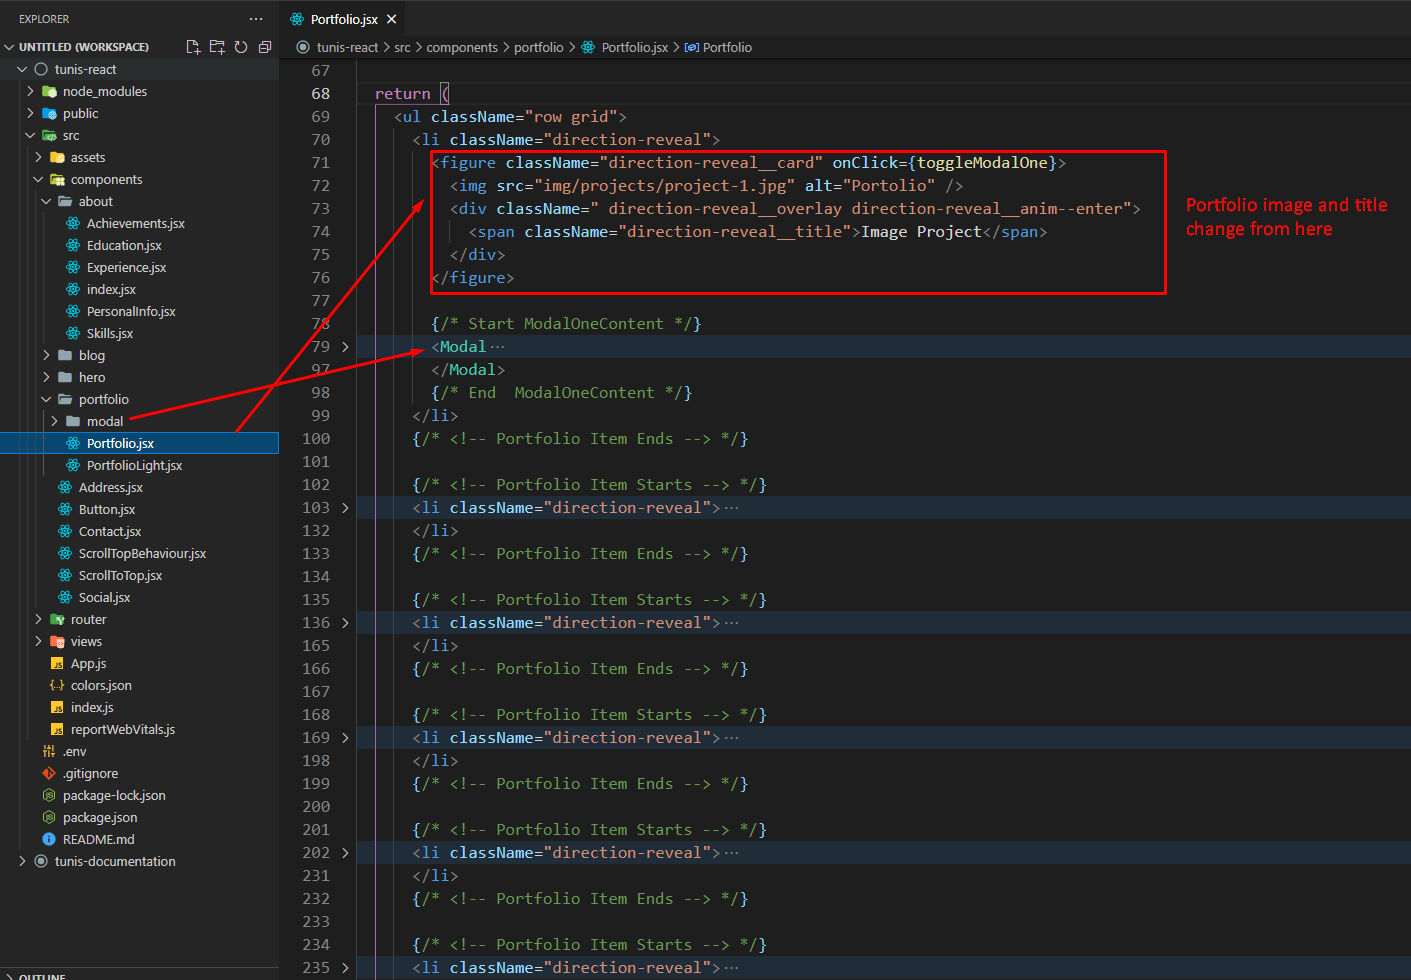 EXPLORER
···
UNTITLED (WORKSPACE)
tunis-react
node_modules
public
src
assets
components
about
Achievements.jsx
Education.jsx
Experience.jsx
index.jsx
PersonalInfo.jsx
Skills.jsx
blog
hero
portfolio
modal
Portfolio.jsx
PortfolioLight.jsx
Address.jsx
Button.jsx
Contact.jsx
ScrollTopBehaviour.jsx
ScrollToTop.jsx
Social.jsx
router
views
JS App.js
{..} colors.json
JS index.js
JS reportWebVitals.js
.env
.gitignore
package-lock.json
package.json
README.md
tunis-documentation
OUTLINE
Portfolio.jsx
tunis-react > src > components > portfolio > Portfolio.jsx > Portfolio
67
68 return (
69 <ul className="row grid">
70 <li className="direction-reveal">
71 <figure className="direction-reveal__card" onClick={toggleModalOne}>
72 <img src="img/projects/project-1.jpg" alt="Portolio" />
73 <div className=" direction-reveal__overlay direction-reveal__anim--enter">
74 <span className="direction-reveal__title">Image Project</span>
75 </div>
76 </figure>
77
78 {/* Start ModalOneContent */}
79 <Modal···
97 </Modal>
98 {/* End  ModalOneContent */}
99 </li>
100 {/* <!-- Portfolio Item Ends --> */}
101
102 {/* <!-- Portfolio Item Starts --> */}
103 <li className="direction-reveal">···
132 </li>
133 {/* <!-- Portfolio Item Ends --> */}
134
135 {/* <!-- Portfolio Item Starts --> */}
136 <li className="direction-reveal">···
165 </li>
166 {/* <!-- Portfolio Item Ends --> */}
167
168 {/* <!-- Portfolio Item Starts --> */}
169 <li className="direction-reveal">···
198 </li>
199 {/* <!-- Portfolio Item Ends --> */}
200
201 {/* <!-- Portfolio Item Starts --> */}
202 <li className="direction-reveal">···
231 </li>
232 {/* <!-- Portfolio Item Ends --> */}
233
234 {/* <!-- Portfolio Item Starts --> */}
235 <li className="direction-reveal">···
Portfolio image and title
change from here